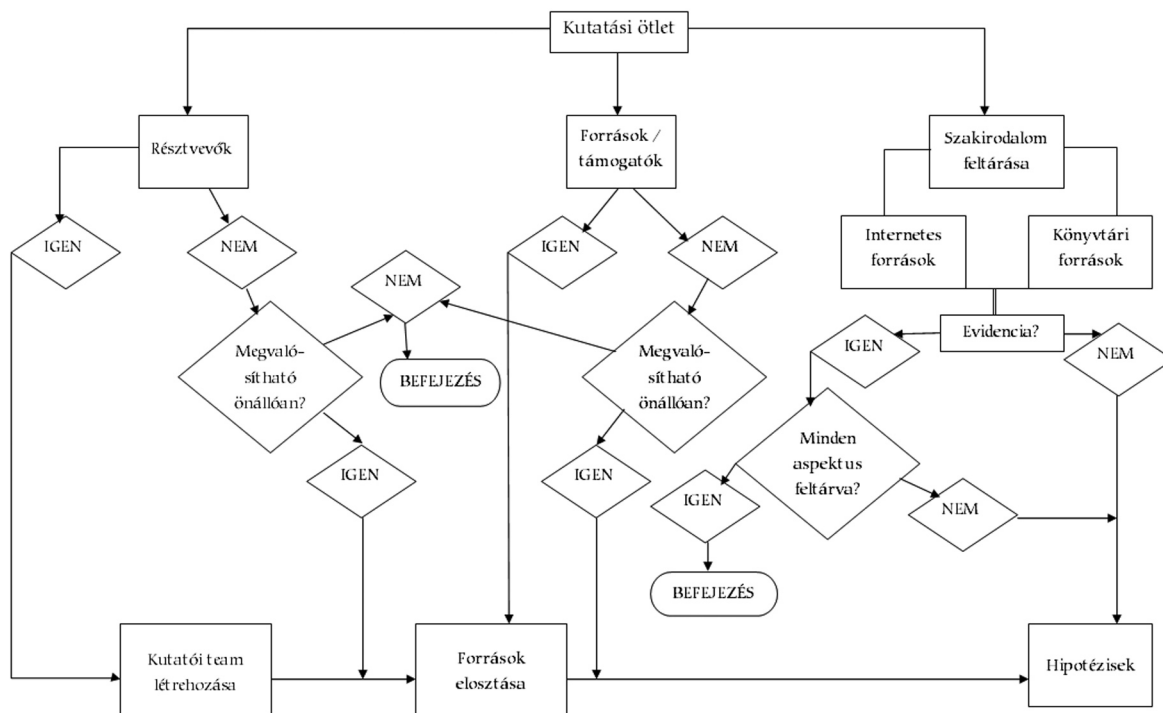 Kutatási ötlet
Résztvevők
Források /
támogatók
Szakirodalom
feltárása
IGEN
NEM
IGEN
NEM
Internetes
források
Könyvtári
források
NEM
Evidencia?
IGEN
NEM
Megvaló-
sítható
önállóan?
BEFEJEZÉS
Megvaló-
sítható
önállóan?
Minden
aspektus
feltárva?
IGEN
IGEN
IGEN
NEM
BEFEJEZÉS
Kutatói team
létrehozása
Források
elosztása
Hipotézisek